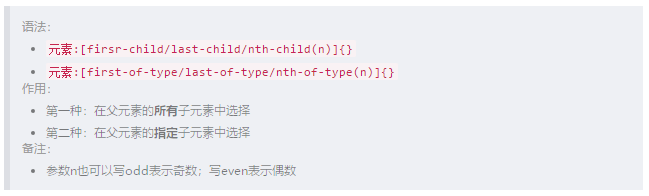 语法：
元素:[firsr-child/last-child/nth-child(n)]{}
元素:[first-of-type/last-of-type/nth-of-type(n)]{}
作用：
第一种：在父元素的所有子元素中选择
第二种：在父元素的指定子元素中选择
备注：
参数n也可以写odd表示奇数；写even表示偶数